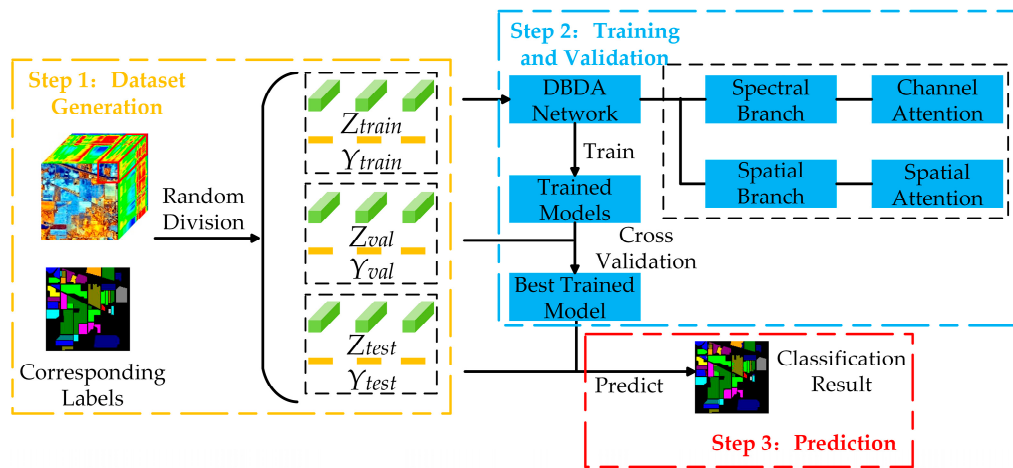 Step 1：Dataset
Generation
Random
Division
Corresponding
Labels
Ztrain
Ytrain
Zval
Yval
Ztest
Ytest
Step 2：Training
and Validation
DBDA
Network
Spectral
Branch
Channel
Attention
Train
Spatial
Branch
Spatial
Attention
Trained
Models
Cross
Validation
Best Trained
Model
Predict
Classification
Result
Step 3：Prediction